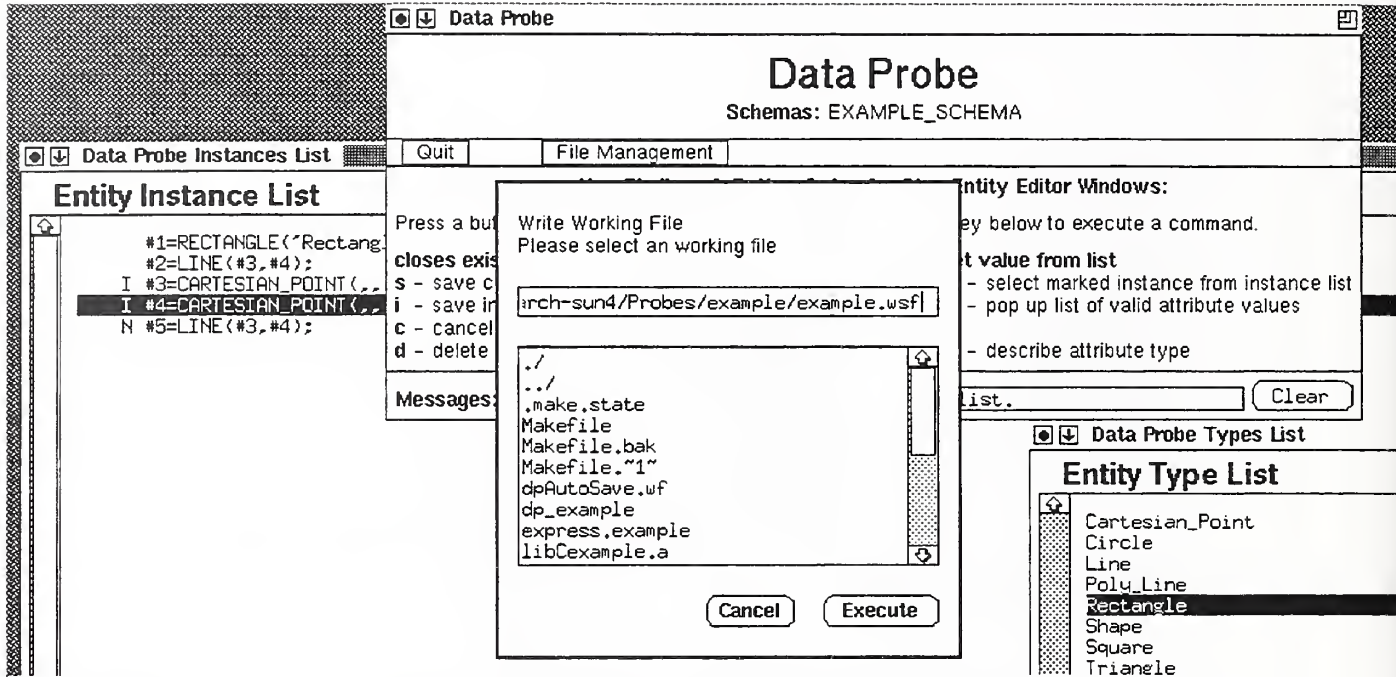 Data Probe
Data Probe
Schemas: EXAMPLE_SCHEMA
Quit File Management
Entity Editor Windows:
Press a but ey below to execute a command.
closes exis t value from list
s - save c - select marked instance from instance list
i - save in - pop up list of valid attribute values
c - cancel
d - delete - describe attribute type
Messages: list. Clear
Data Probe Instances List
Entity Instance List
#1=RECTANGLE("Rectang
#2=LINE(#3,#4);
I #3=CARTESIAN_POINT(,,
I #4=CARTESIAN_POINT(,,
N #5=LINE(#3,#4);
Write Working File
Please select an working file
arch-sun4/Probes/example/example.wsf
./
../
.make.state
Makefile
Makefile.bak
Makefile.~1~
dpAutoSave.wf
dp_example
express.example
libCexample.a
Cancel Execute
Data Probe Types List
Entity Type List
Cartesian_Point
Circle
Line
Poly_Line
Rectangle
Shape
Square
Triangle